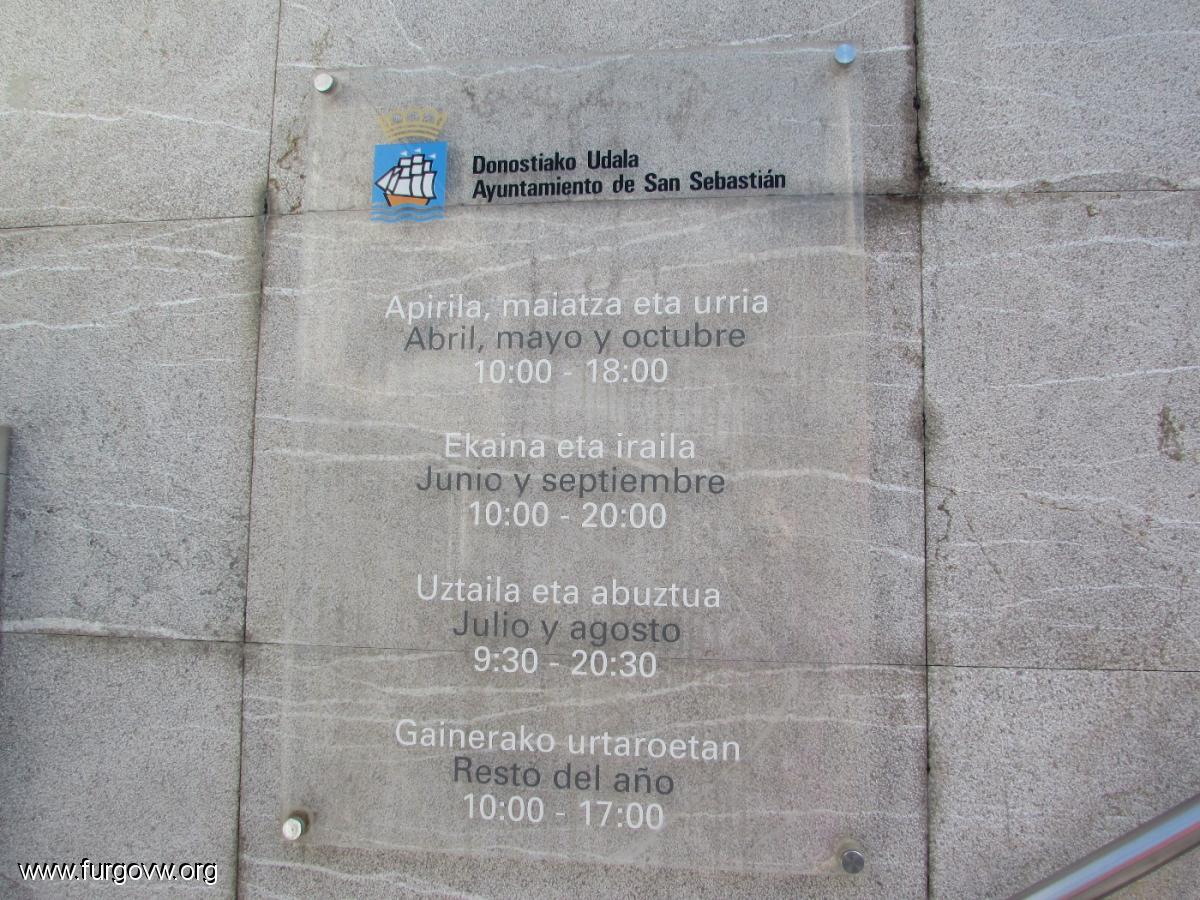 Donostiako Udala
Ayuntamiento de San Sebastián
Apirila, maiatza eta urria
Abril, mayo y octubre
10:00 - 18:00
Ekaina eta iraila
Junio y septiembre
10:00 - 20:00
Uztaila eta abuztua
Julio y agosto
9:30 - 20:30
Gainerako urtaroetan
Resto del año
10:00 - 17:00
www.furgovw.org